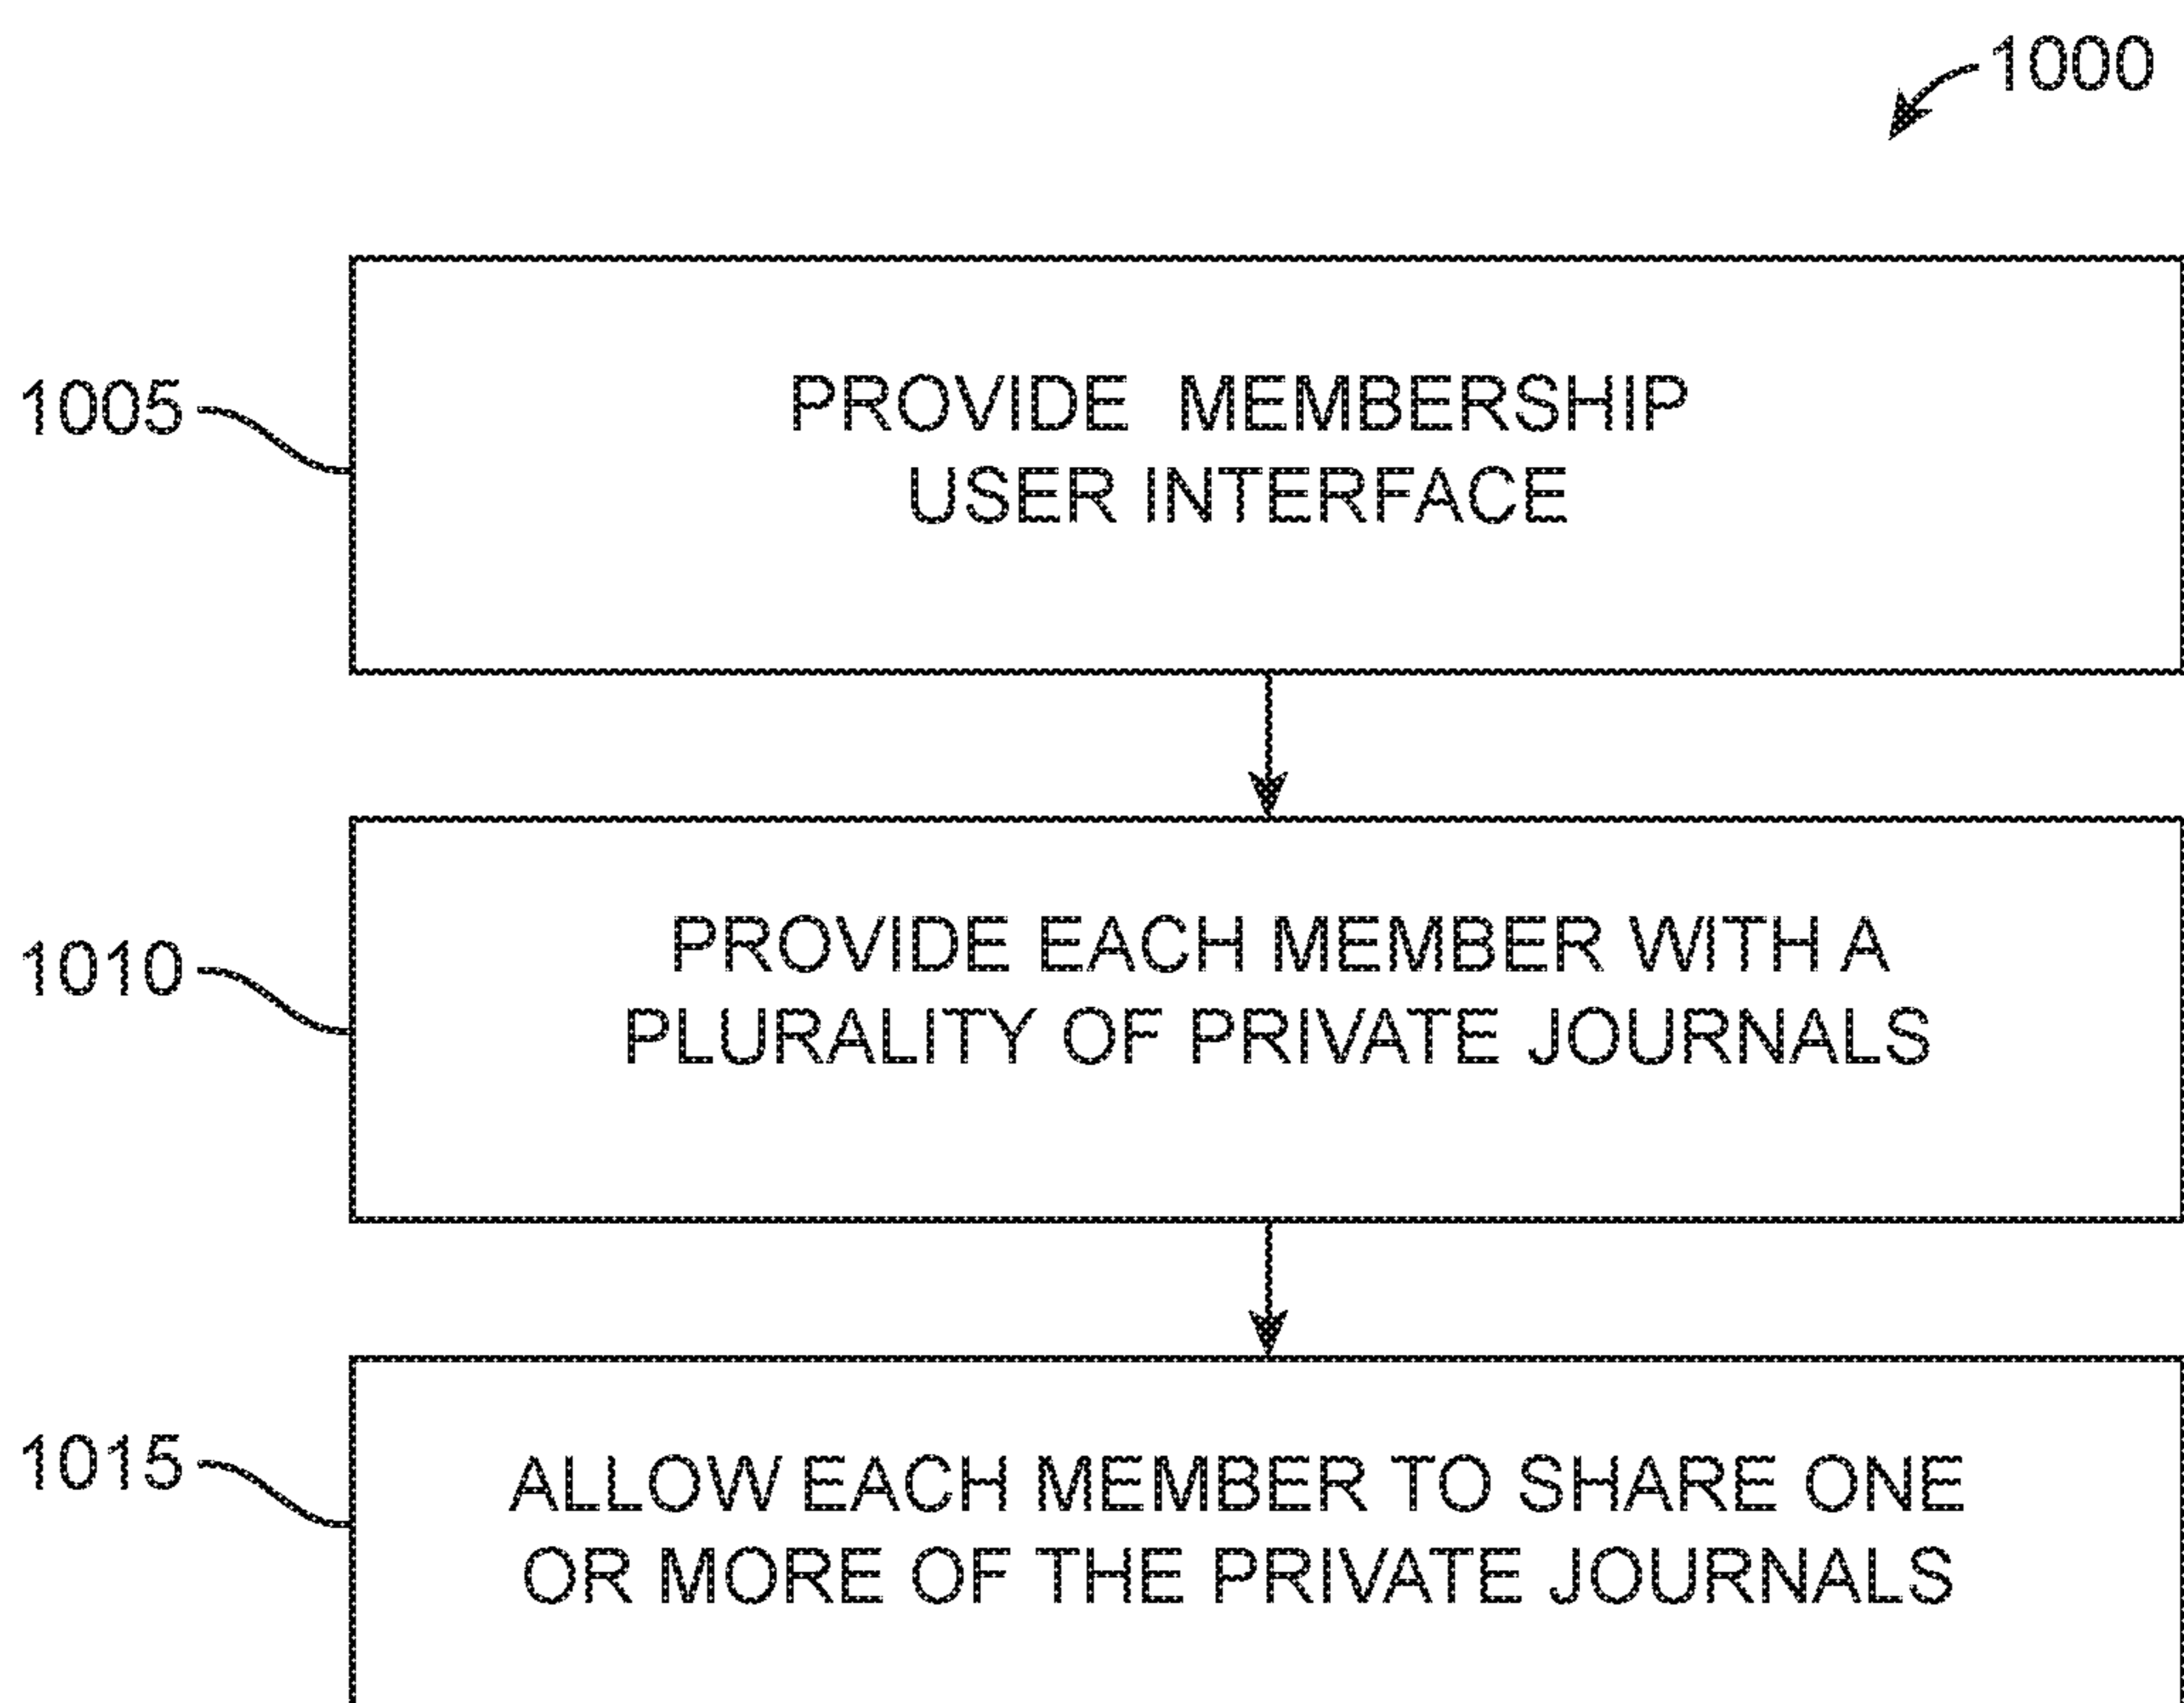 1000
1005
PROVIDE MEMBERSHIP
USER INTERFACE
1010
PROVIDE EACH MEMBER WITH A
PLURALITY OF PRIVATE JOURNALS
1015
ALLOW EACH MEMBER TO SHARE ONE
OR MORE OF THE PRIVATE JOURNALS